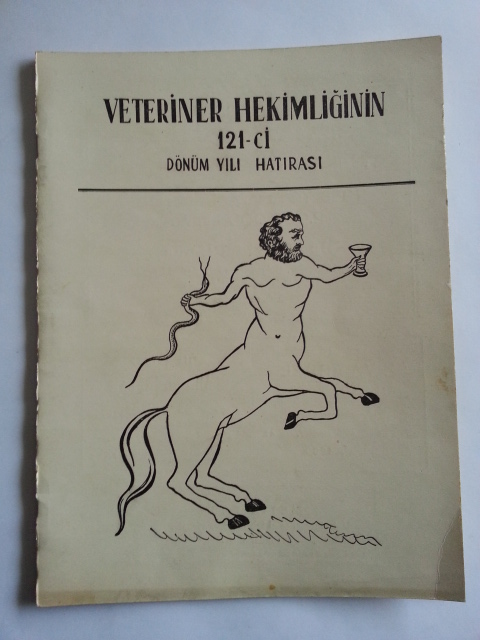 VETERİNER HEKİMLİĞİNİN
121-Cİ
DÖNÜM YILI HATIRASI